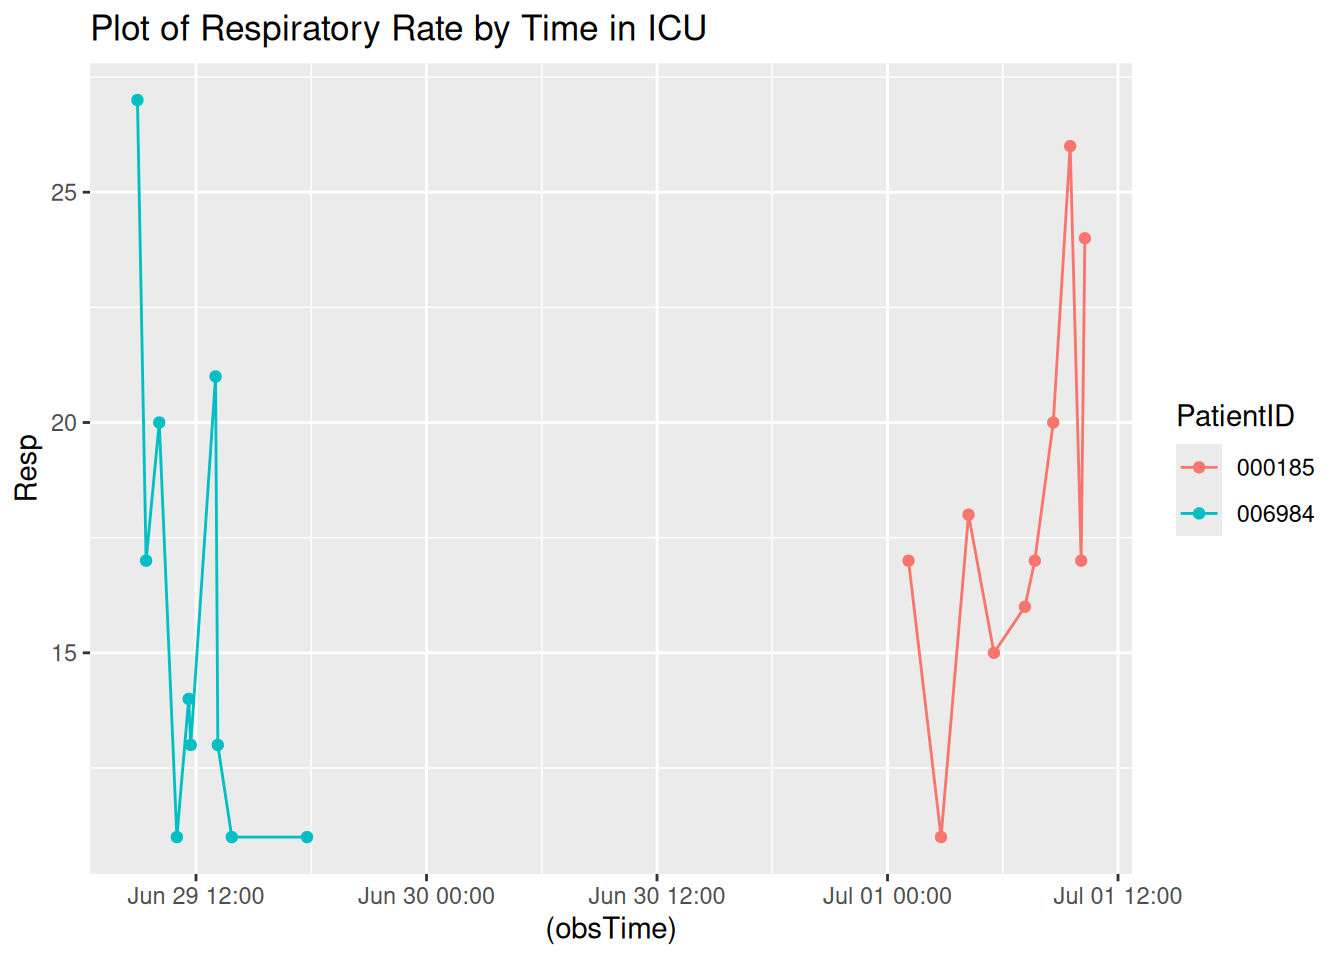 Plot of Respiratory Rate by Time in ICU
25
20
15
Resp
Jun 29 12:00
Jun 30 00:00
Jun 30 12:00
Jul 01 00:00
Jul 01 12:00
(obsTime)
PatientID
000185
006984